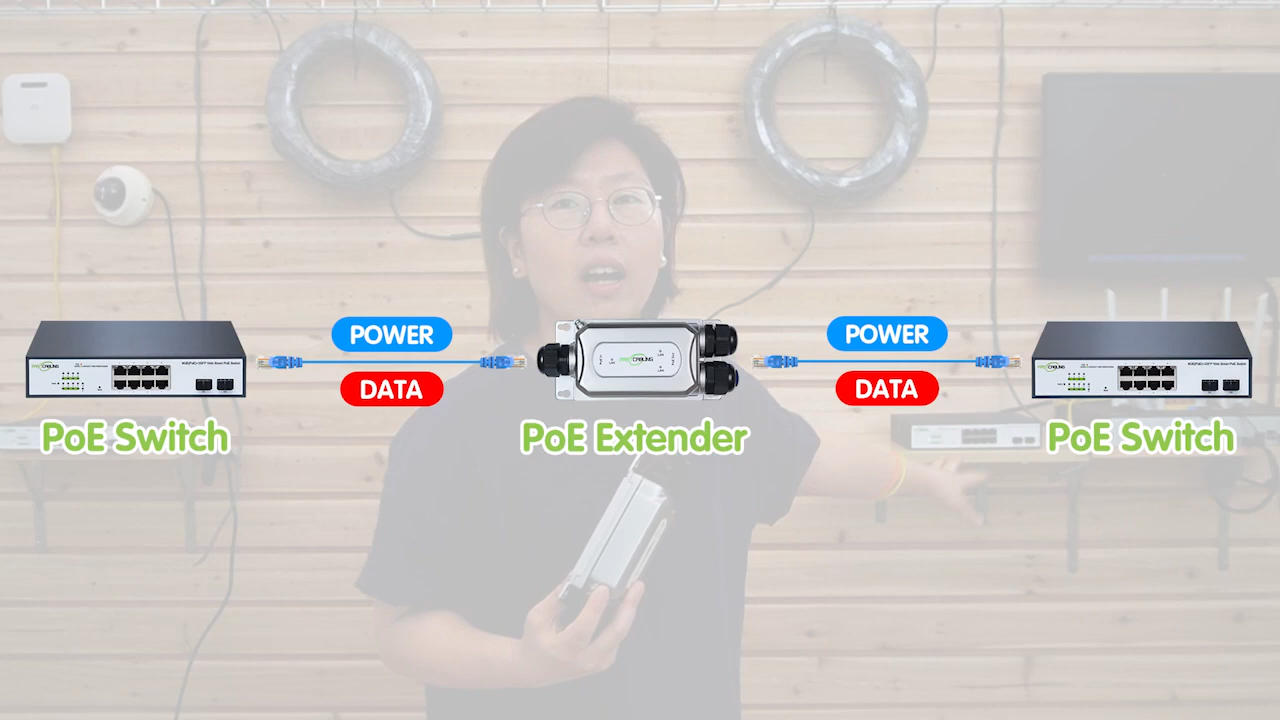 POWER
DATA
POWER
DATA
PoE Switch
PoE Extender
PoE Switch